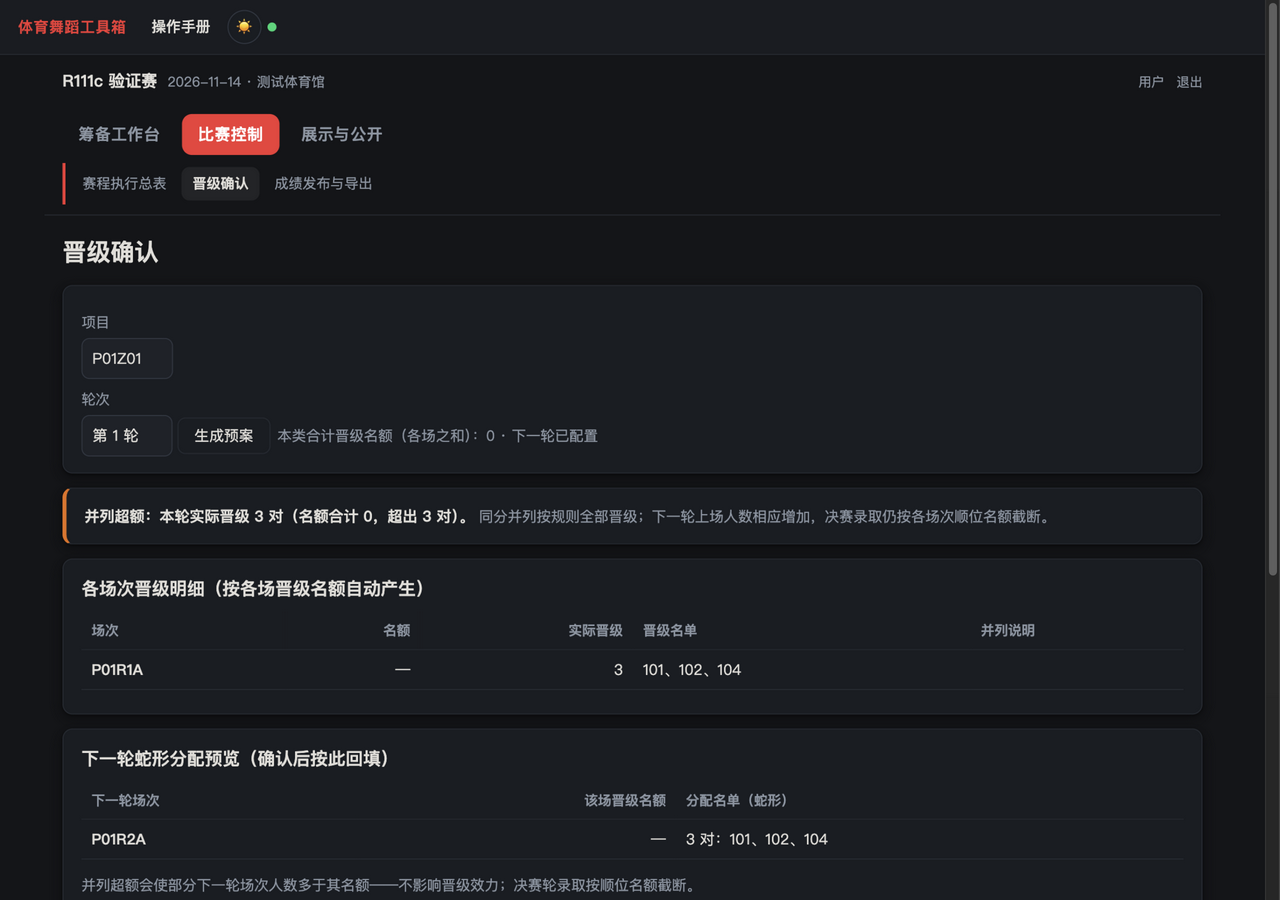 体育舞蹈工具箱 操作手册
R111c 验证赛 2026-11-14 · 测试体育馆 用户 退出
筹备工作台 比赛控制 展示与公开
赛程执行总表 晋级确认 成绩发布与导出
晋级确认
项目
P01Z01
轮次
第 1 轮 生成预案 本类合计晋级名额（各场之和）：0 · 下一轮已配置
并列超额：本轮实际晋级 3 对（名额合计 0，超出 3 对）。 同分并列按规则全部晋级；下一轮上场人数相应增加，决赛录取仍按各场次顺位名额截断。
各场次晋级明细（按各场晋级名额自动产生）
场次 名额 实际晋级 晋级名单 并列说明
P01R1A — 3 101、102、104
下一轮蛇形分配预览（确认后按此回填）
下一轮场次 该场晋级名额 分配名单（蛇形）
P01R2A — 3 对：101、102、104
并列超额会使部分下一轮场次人数多于其名额——不影响晋级效力；决赛轮录取按顺位名额截断。